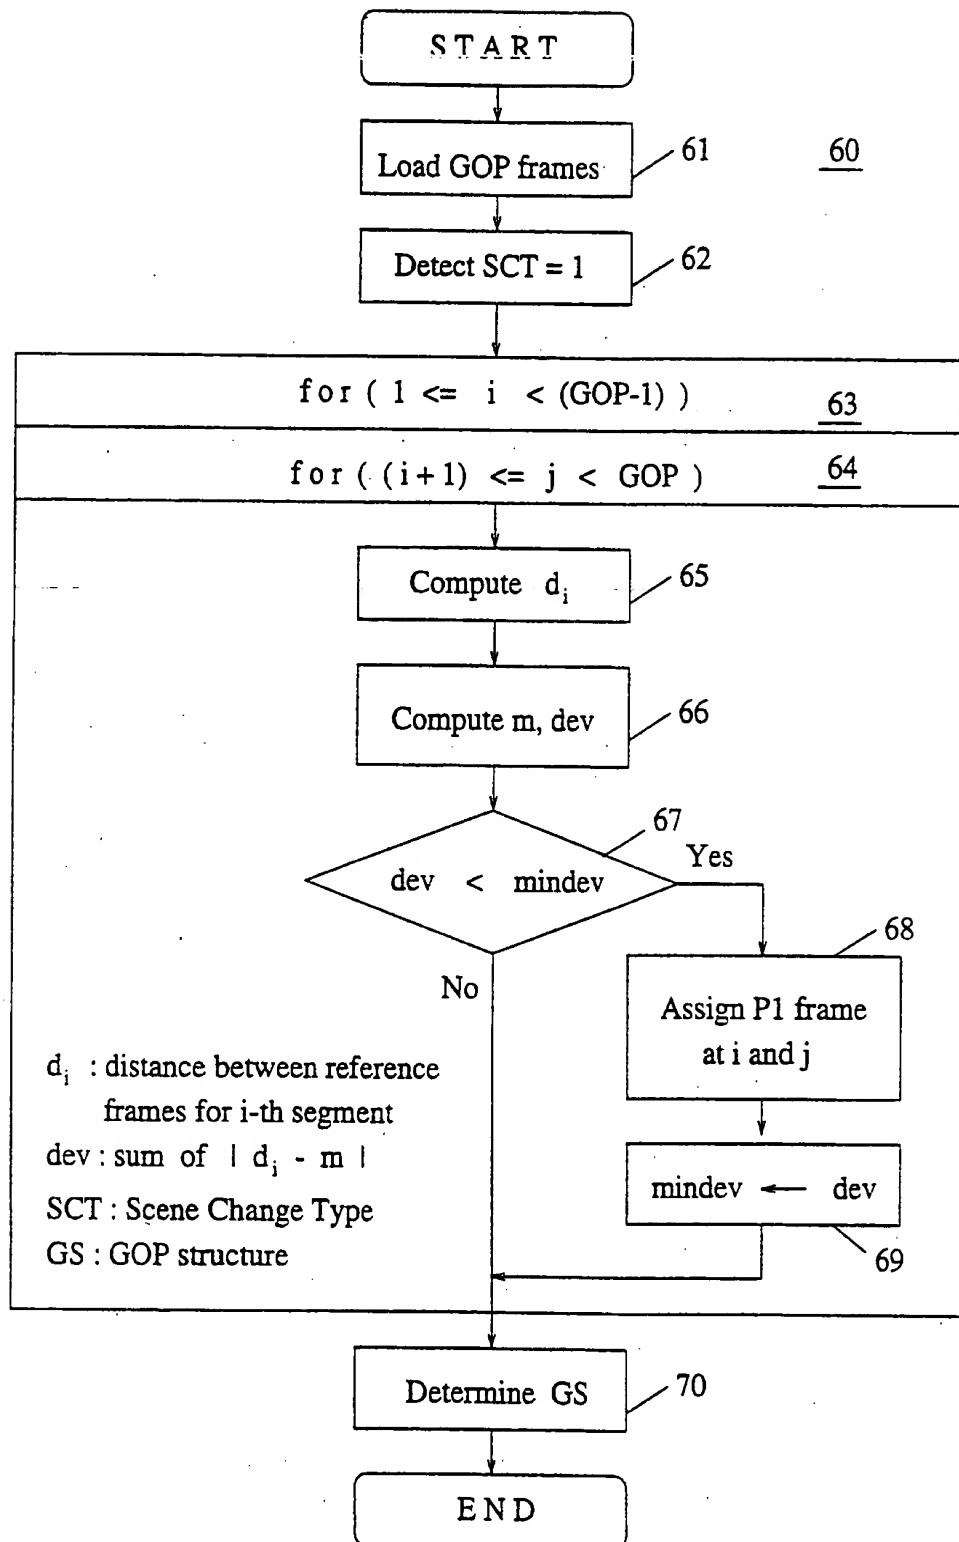 START
Load GOP frames
61
60
Detect SCT = 1
62
for ( 1 <= i < (GOP-1) )
63
for ( (i+1) <= j < GOP )
64
Compute d_i
65
Compute m, dev
66
67
dev < mindev
Yes
No
68
Assign P1 frame
at i and j
d_i : distance between reference
frames for i-th segment
dev : sum of | d_i - m |
SCT : Scene Change Type
GS : GOP structure
mindev ← dev
69
Determine GS
70
END